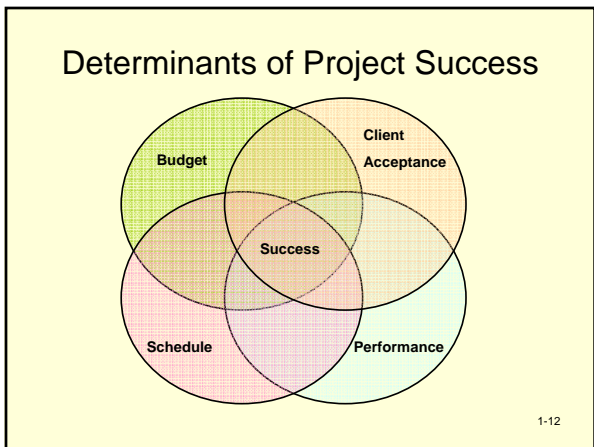 Determinants of Project Success
Client
Acceptance
Budget
Success
Schedule
Performance
1-12